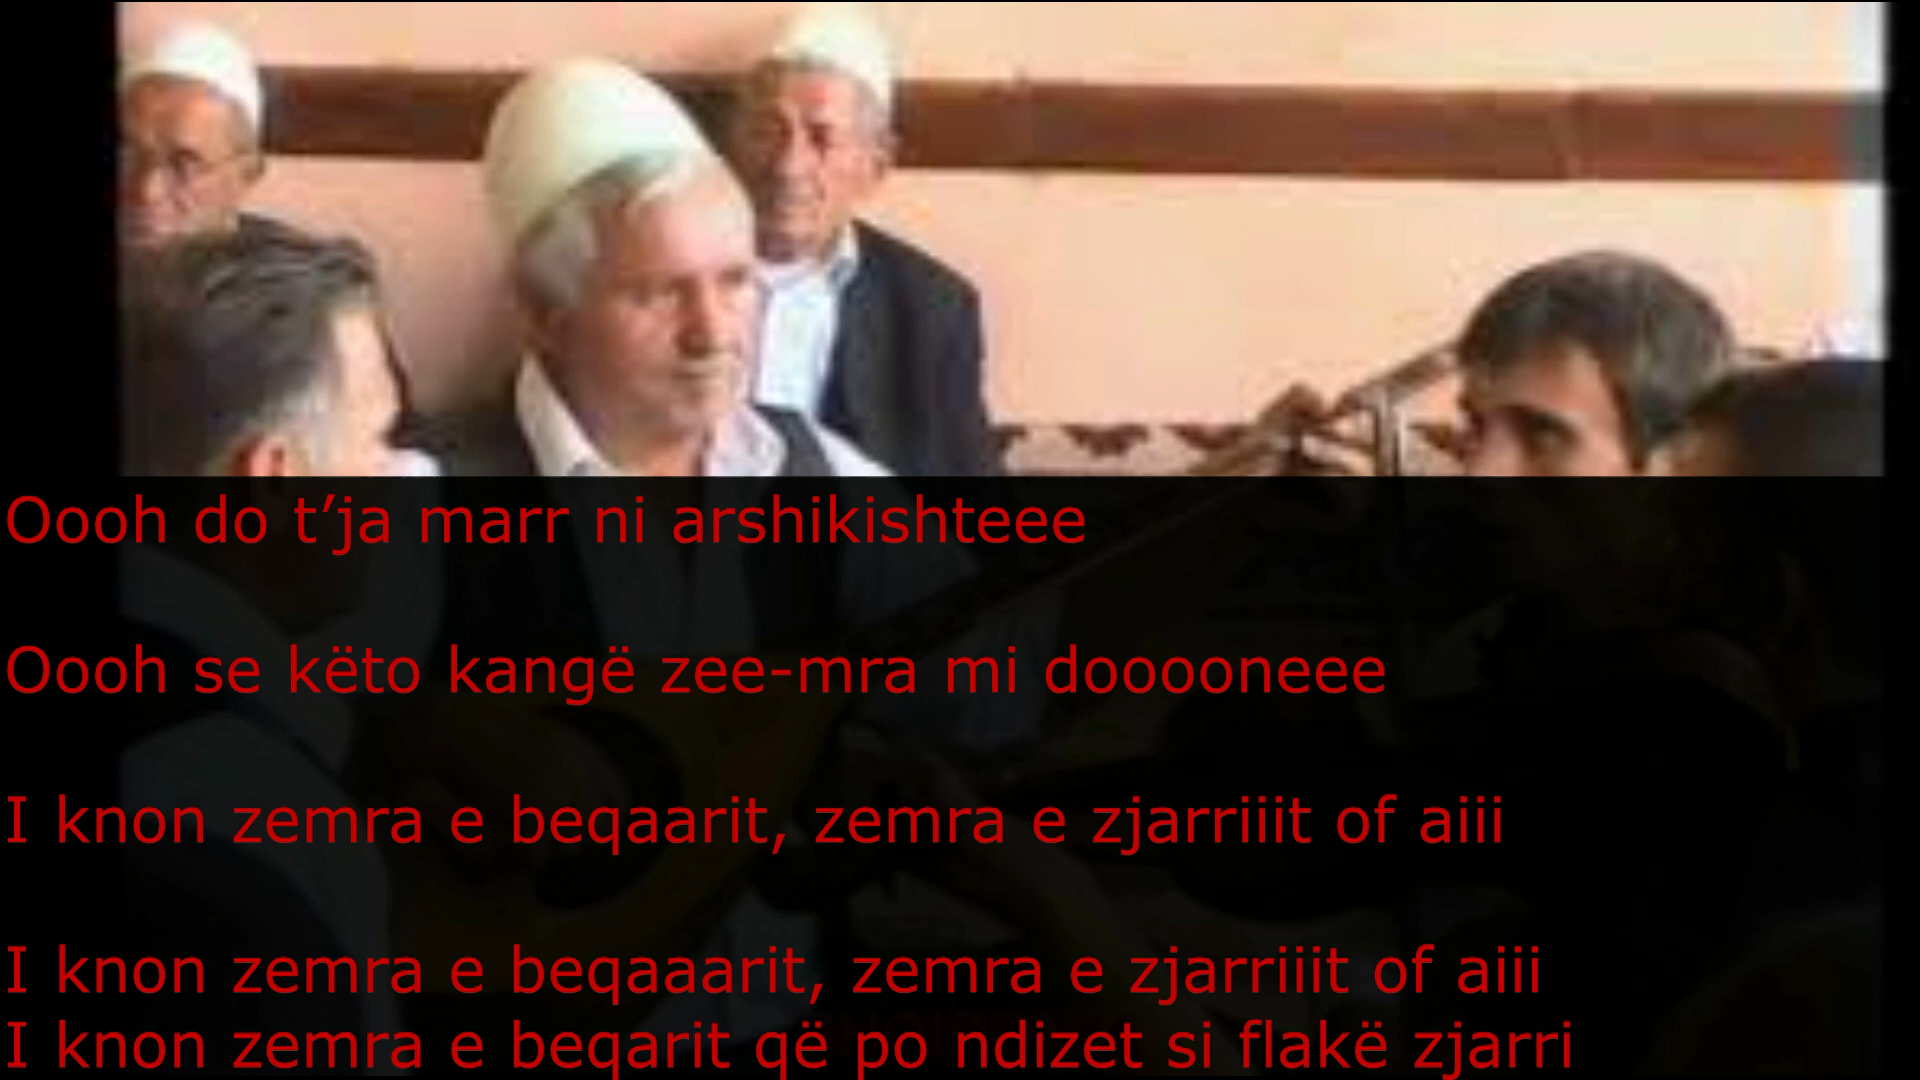 Oooh do t’ja marr ni arshikishteee
Oooh se këto kangë zee-mra mi dooooneee
I knon zemra e beqaarit, zemra e zjarriiit of aiii
I knon zemra e beqaaarit, zemra e zjarriiit of aiii
I knon zemra e beqarit që po ndizet si flakë zjarri